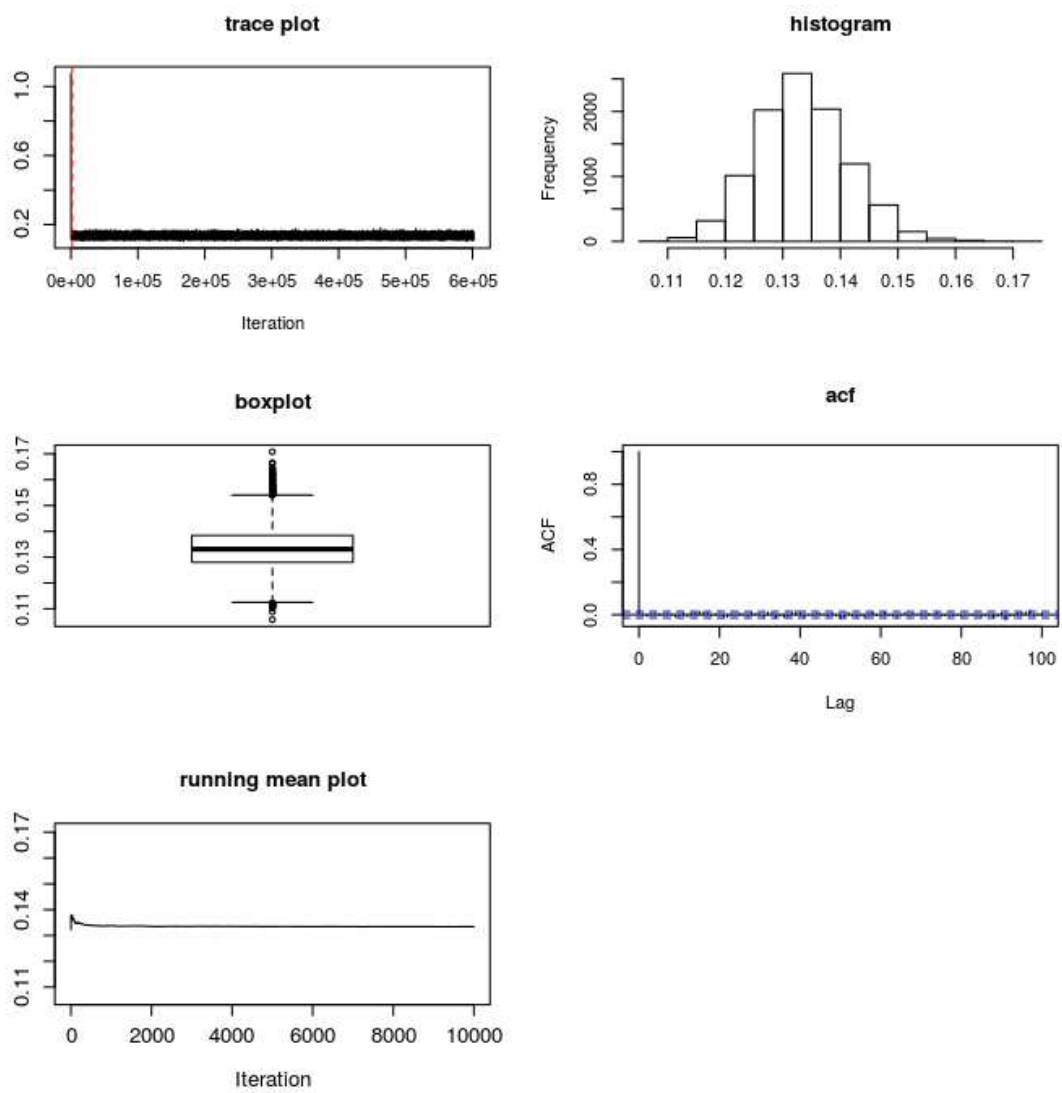 trace plot
1.0
0.6
0.2
0e+00 1e+05 2e+05 3e+05 4e+05 5e+05 6e+05
Iteration
histogram
Frequency
2000
1000
0
0.11 0.12 0.13 0.14 0.15 0.16 0.17
boxplot
0.17
0.15
0.13
0.11
acf
ACF
0.8
0.4
0.0
0 20 40 60 80 100
Lag
running mean plot
0.17
0.14
0.11
0 2000 4000 6000 8000 10000
Iteration